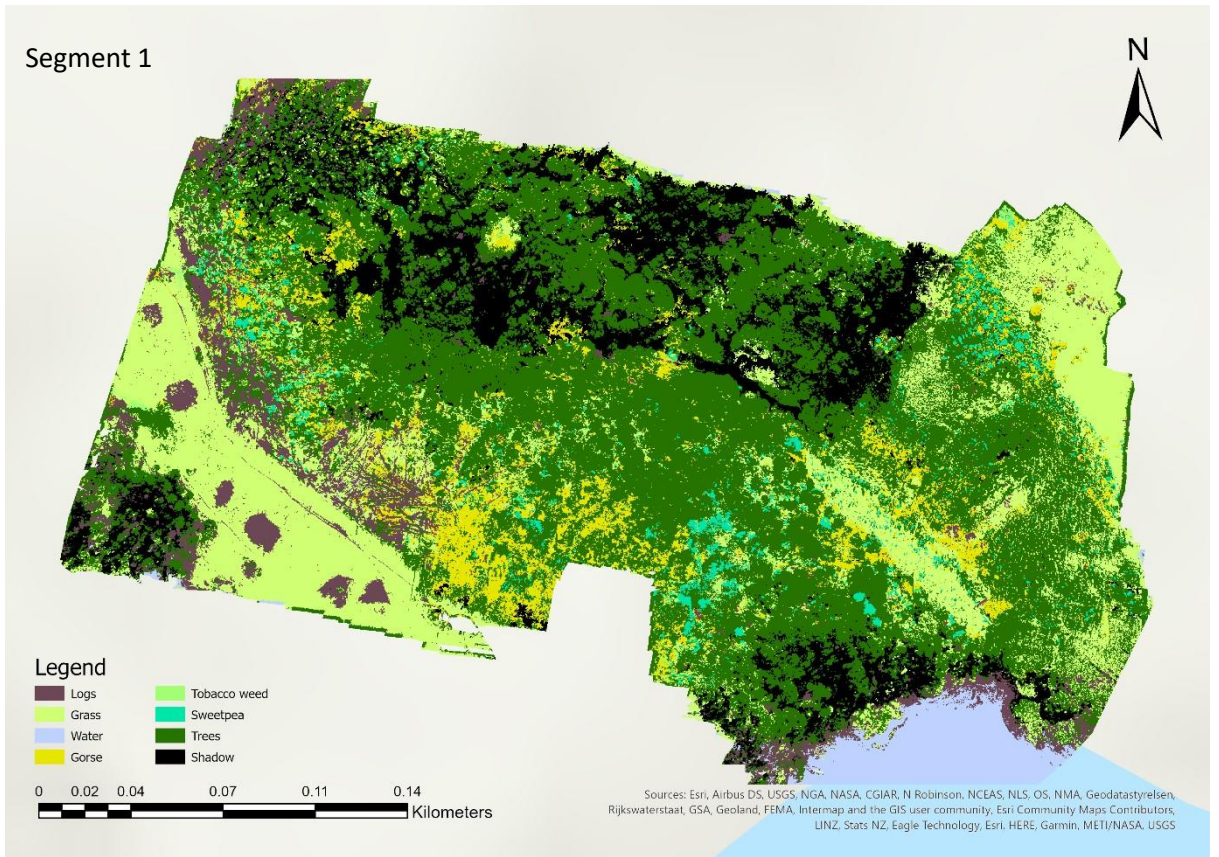 Segment 1
N
Legend
Logs
Grass
Water
Gorse
Tobacco weed
Sweetpea
Trees
Shadow
0 0.02 0.04 0.07 0.11 0.14
Kilometers
Sources: Esri, Airbus DS, USGS, NGA, NASA, CGIAR, N Robinson, NCEAS, NLS, OS, NMA, Geodatastyrelsen,
Rijkswaterstaat, GSA, Geoland, FEMA, Intermap and the GIS user community, Esri Community Maps Contributors,
LINZ, Stats NZ, Eagle Technology, Esri, HERE, Garmin, METI/NASA, USGS